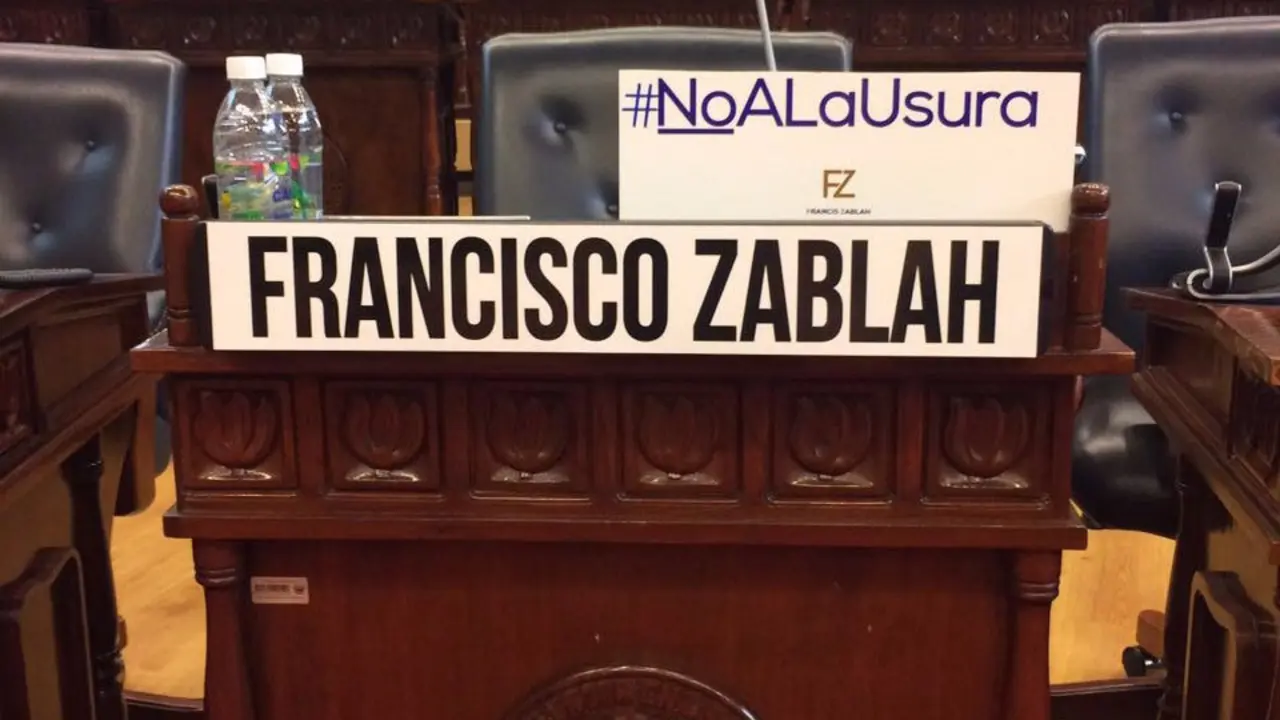 #NoALaUsura
FZ
FRANCIS ZABLAH
FRANCISCO ZABLAH